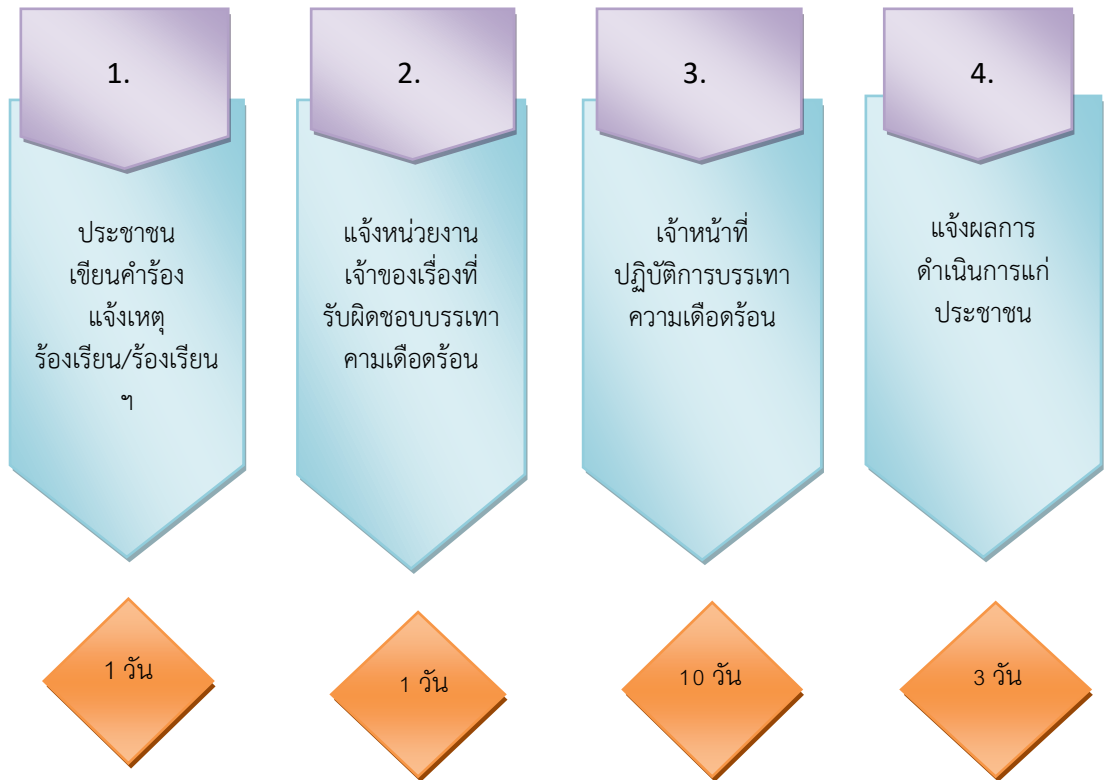 1.
ประชาชน
เขียนคำร้อง
แจ้งเหตุ
ร้องเรียน/ร้องเรียน
ฯ
1 วัน
2.
แจ้งหน่วยงาน
เจ้าของเรื่องที่
รับผิดชอบบรรเทา
คามเดือดร้อน
1 วัน
3.
เจ้าหน้าที่
ปฏิบัติการบรรเทา
ความเดือดร้อน
10 วัน
4.
แจ้งผลการ
ดำเนินการแก่
ประชาชน
3 วัน